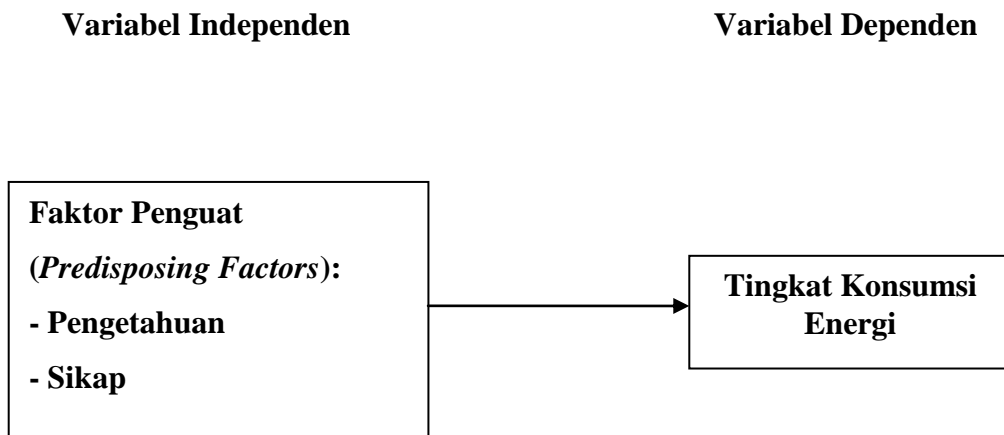 Variabel Independen
Variabel Dependen
Faktor Penguat
(Predisposing Factors):
- Pengetahuan
- Sikap
Tingkat Konsumsi
Energi